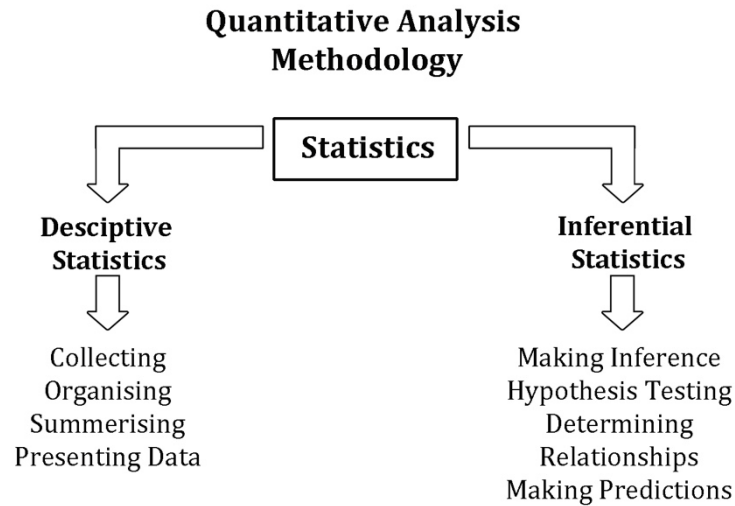 Quantitative Analysis
Methodology
Statistics
Desciptive
Statistics
Collecting
Organising
Summerising
Presenting Data
Inferential
Statistics
Making Inference
Hypothesis Testing
Determining
Relationships
Making Predictions